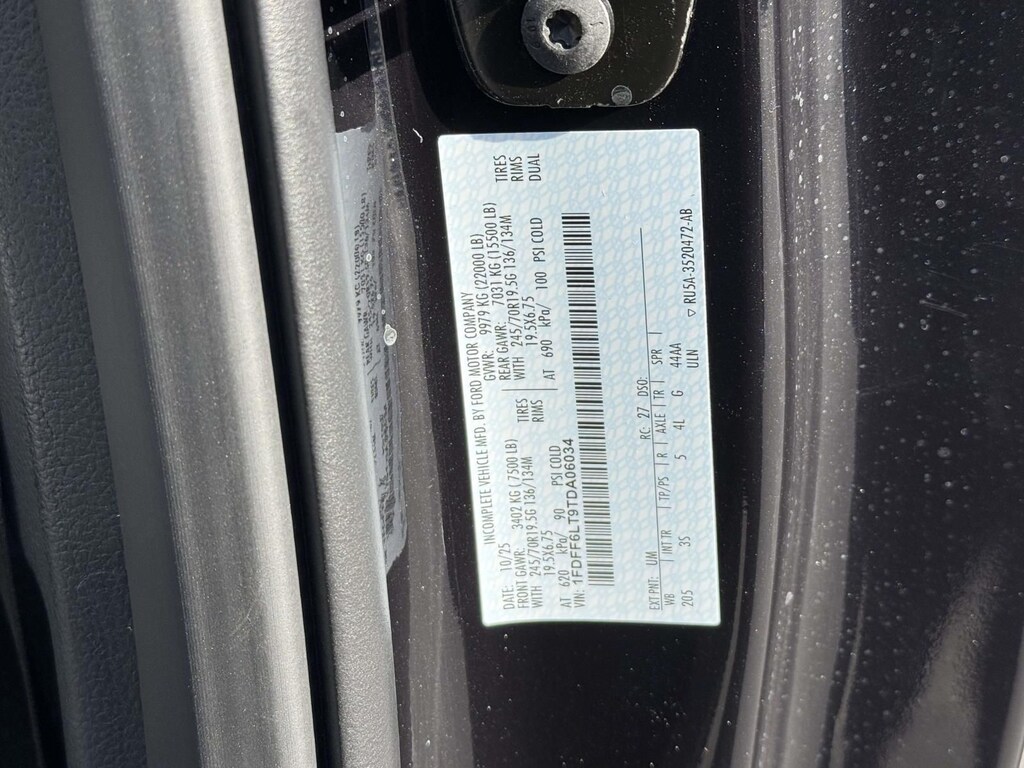 INCOMPLETE VEHICLE MFD. BY FORD MOTOR COMPANY
DATE: 10/25 GVWR: 9979 KG (22000 LB)
FRONT GAWR: 3402 KG (7500 LB) REAR GAWR: 7031 KG (15500 LB)
WITH 245/70R19.5G 136/134M TIRES WITH 245/70R19.5G 136/134M TIRES
19.5X6.75 RIMS 19.5X6.75 RIMS
AT 620 kPa/ 90 PSI COLD AT 690 kPa/ 100 PSI COLD DUAL
VIN: 1FDFF6LT9TDA06034
EXT PNT: UM RC: 27 DSO:
WB INT TR TP/PS R AXLE TR SPR
205 3S 5 4L G 44AA
ULN
▽ RU5A-3520472-AB